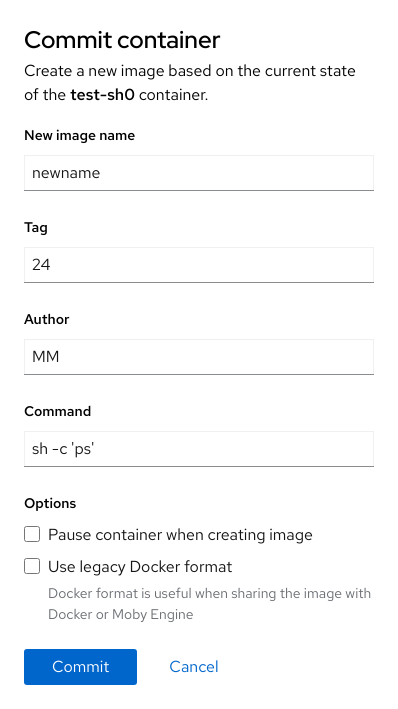 Commit container
Create a new image based on the current state
of the test-sh0 container.
New image name
newname
Tag
24
Author
MM
Command
sh -c 'ps'
Options
Pause container when creating image
Use legacy Docker format
Docker format is useful when sharing the image with
Docker or Moby Engine
Commit Cancel